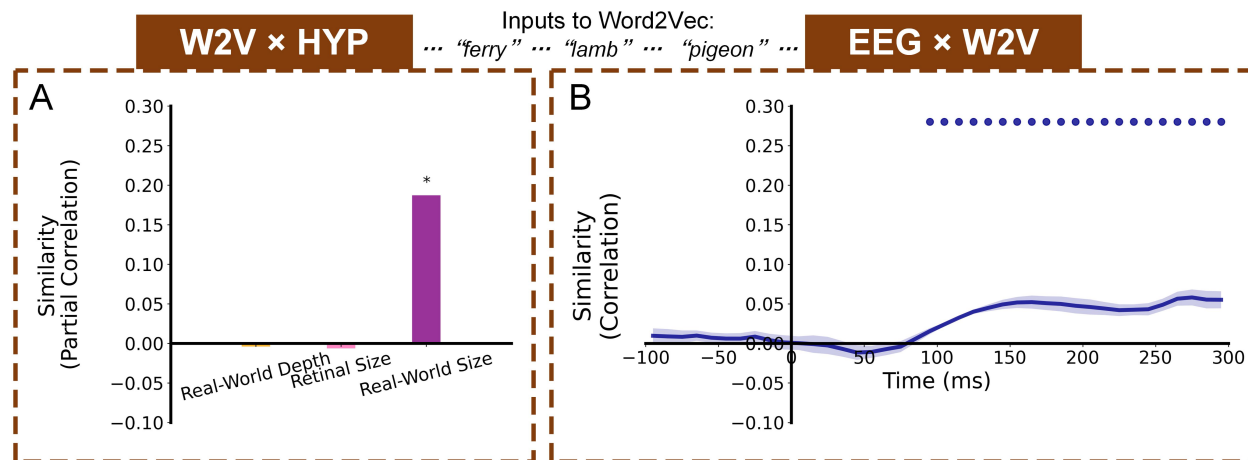 W2V × HYP
Inputs to Word2Vec:
... “ferry” ... “lamb” ... “pigeon” ...
EEG × W2V
A
Similarity
(Partial Correlation)
0.30
0.25
0.20
0.15
0.10
0.05
0.00
−0.05
−0.10
*
Real-World Depth
Retinal Size
Real-World Size
B
Similarity
(Correlation)
0.30
0.25
0.20
0.15
0.10
0.05
0.00
−0.05
−0.10
−100
−50
0
50
100
150
200
250
300
Time (ms)